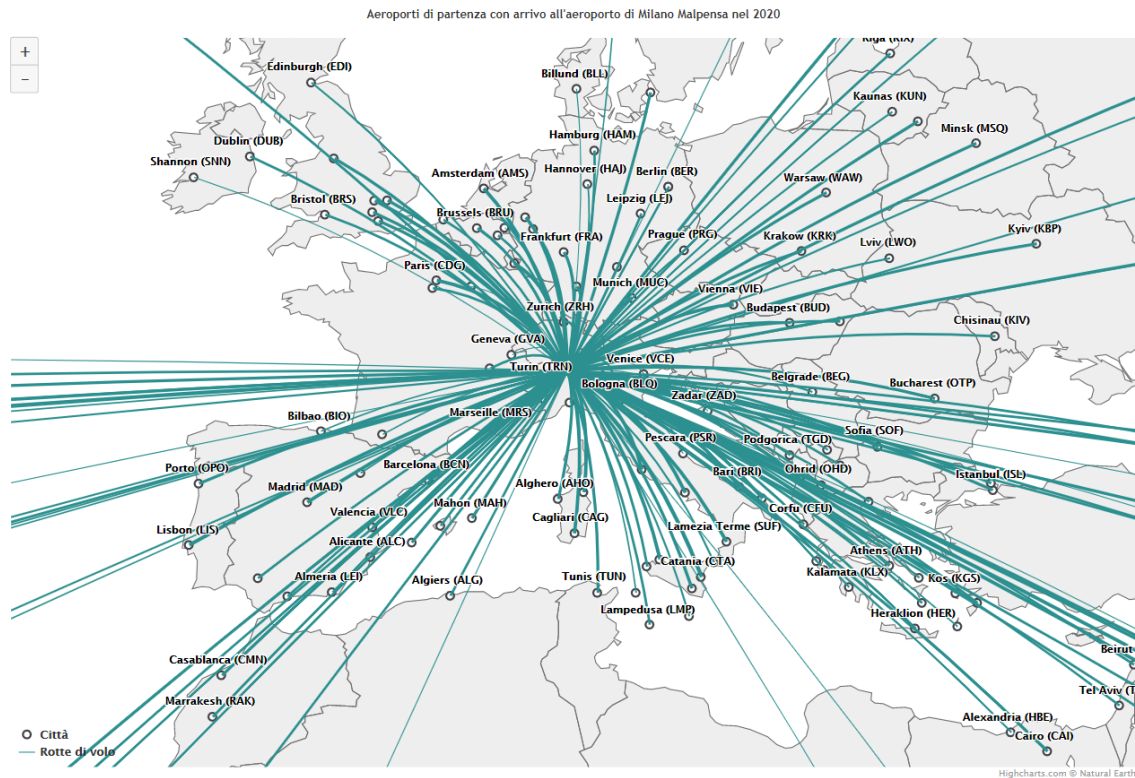 Aeroporti di partenza con arrivo all'aeroporto di Milano Malpensa nel 2020
+
−
Riga (RIX)
Edinburgh (EDI)
Billund (BLL)
Kaunas (KUN)
Minsk (MSQ)
Hamburg (HAM)
Dublin (DUB)
Shannon (SNN)
Amsterdam (AMS)
Hannover (HAJ)
Berlin (BER)
Warsaw (WAW)
Bristol (BRS)
Leipzig (LEJ)
Brussels (BRU)
Frankfurt (FRA)
Prague (PRG)
Krakow (KRK)
Lviv (LWO)
Kyiv (KBP)
Paris (CDG)
Munich (MUC)
Vienna (VIE)
Zurich (ZRH)
Budapest (BUD)
Chisinau (KIV)
Geneva (GVA)
Venice (VCE)
Turin (TRN)
Bologna (BLQ)
Belgrade (BEG)
Bucharest (OTP)
Zadar (ZAD)
Bilbao (BIO)
Marseille (MRS)
Pescara (PSR)
Podgorica (TGD)
Sofia (SOF)
Porto (OPO)
Barcelona (BCN)
Bari (BRI)
Ohrid (OHD)
Istanbul (ISL)
Madrid (MAD)
Alghero (AHO)
Mahon (MAH)
Valencia (VLC)
Cagliari (CAG)
Corfu (CFU)
Lisbon (LIS)
Lamezia Terme (SUF)
Alicante (ALC)
Athens (ATH)
Catania (CTA)
Kalamata (KLX)
Almeria (LEI)
Algiers (ALG)
Tunis (TUN)
Kos (KGS)
Lampedusa (LMP)
Heraklion (HER)
Beirut
Casablanca (CMN)
Tel Aviv (T
Marrakesh (RAK)
Alexandria (HBE)
Cairo (CAI)
Città
Rotte di volo
Highcharts.com © Natural Earth